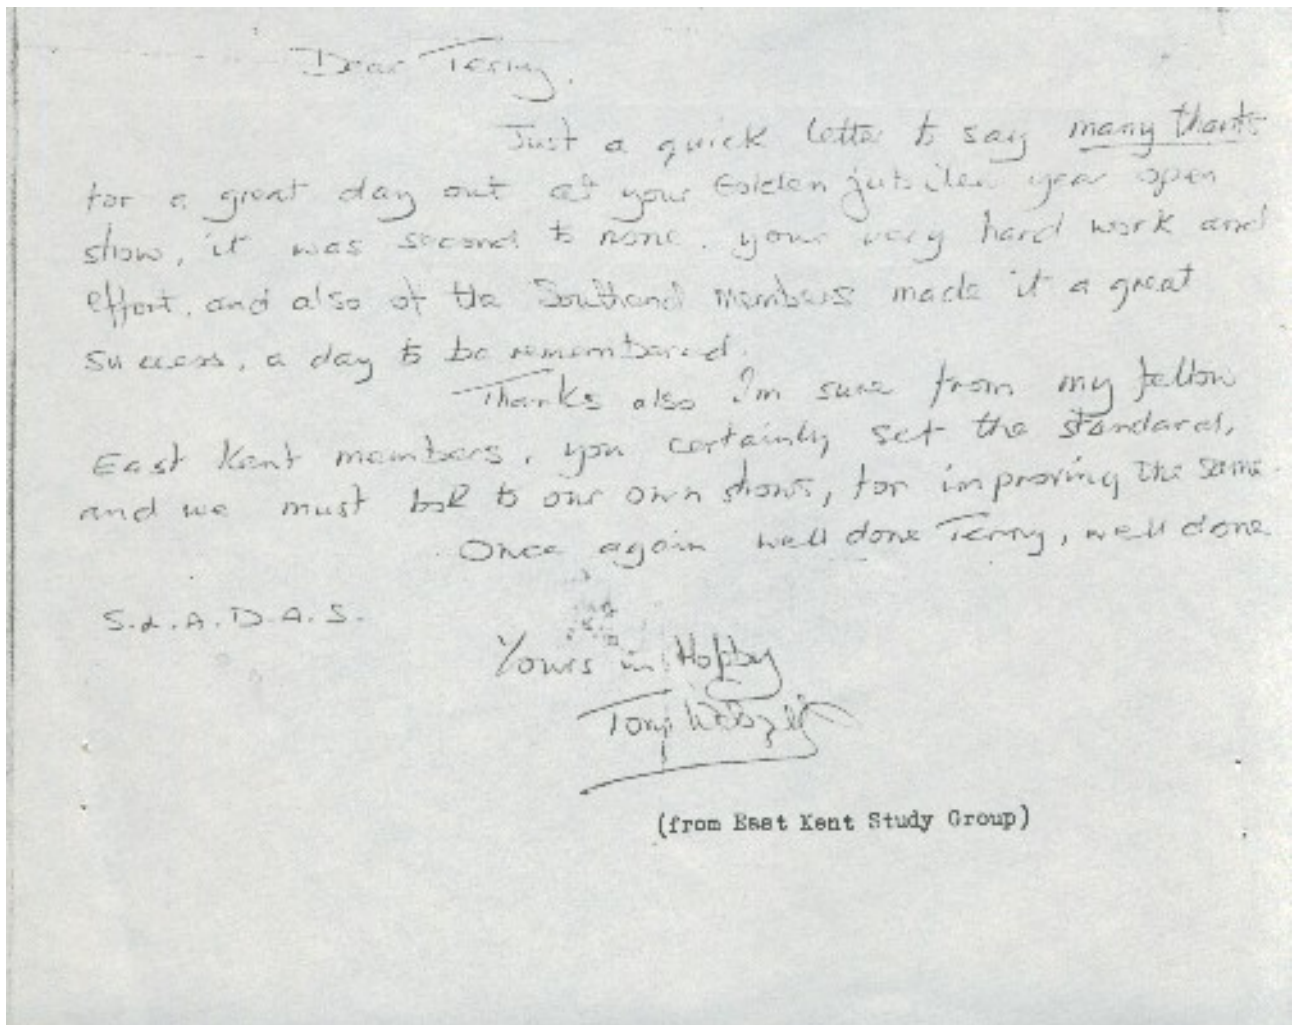 Dear Terry,
Just a quick letter to say many thanks
for a great day out at your Golden jubilee year open
show, it was second to none. your very hard work and
effort, and also of the Southend members made it a great
success, a day to be remembered.
Thanks also I'm sure from my fellow
East Kent members, you certainly set the standard,
and we must look to our own shows, for improving the same.
Once again well done Terry, well done
S.&.A.D.A.S.
Yours in Hobby
Tony
(from East Kent Study Group)